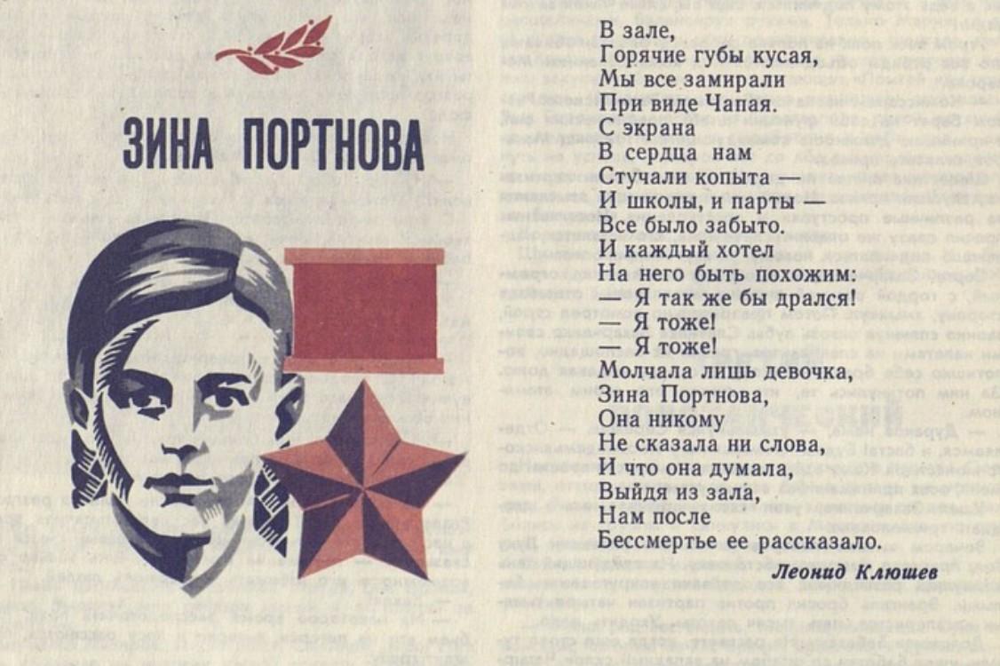 ЗИНА ПОРТНОВА
В зале,
Горячие губы кусая,
Мы все замирали
При виде Чапая.
С экрана
В сердца нам
Стучали копыта —
И школы, и парты —
Все было забыто.
И каждый хотел
На него быть похожим:
— Я так же бы дрался!
— Я тоже!
— Я тоже!
Молчала лишь девочка,
Зина Портнова,
Она никому
Не сказала ни слова,
И что она думала,
Выйдя из зала,
Нам после
Бессмертье ее рассказало.
Леонид Клюшев